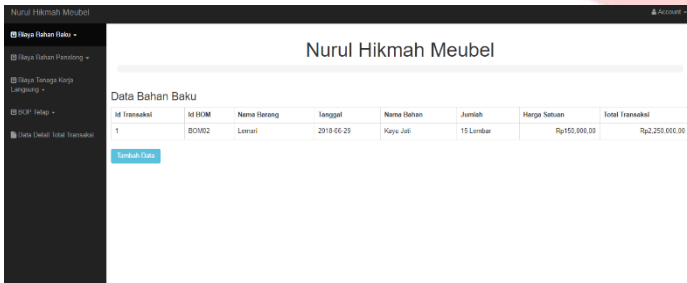 Nurul Hikmah Meubel
Account
Biaya Bahan Baku
Biaya Bahan Penolong
Biaya Tenaga Kerja
Langsung
BOP Tetap
Data Detail Total Transaksi
Nurul Hikmah Meubel
Data Bahan Baku
Id Transaksi Id BOM Nama Barang Tanggal Nama Bahan Jumlah Harga Satuan Total Transaksi
1 BOM02 Lemari 2018-06-29 Kayu Jati 15 Lembar Rp150,000,00 Rp2,250,000,00
Tambah Data